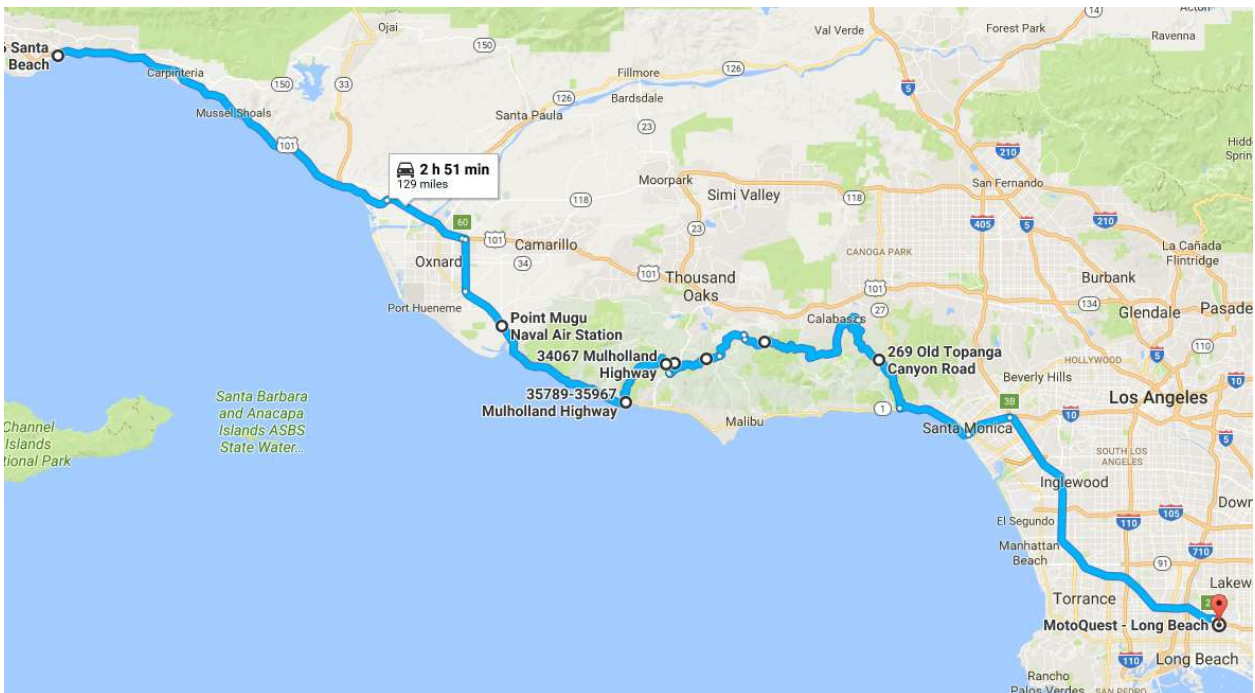 Ojai
14
Acton
Val Verde
Forest Park
Ravenna
Santa
Beach
Carpinteria
150
150
33
Fillmore
126
5
Mussel Shoals
126
Bardsdale
Santa Paula
23
101
2 h 51 min
129 miles
Moorpark
Simi Valley
118
118
San Fernando
210
Hidd
Sprin
405
5
210
60
101
Camarillo
23
La Cañada
Flintridge
Oxnard
34
101
Thousand
Oaks
CANOGA PARK
101
Burbank
134
Glendale
Pasade
Port Hueneme
Calabasas
27
110
Point Mugu
Naval Air Station
34067 Mulholland
Highway
269 Old Topanga
Canyon Road
HOLLYWOOD
5
10
Beverly Hills
35789-35967
Mulholland Highway
Santa Barbara
and Anacapa
Islands ASBS
State Water...
Channel
Islands
tional Park
Malibu
1
Santa Monica
3B
10
Los Angeles
5
SOUTH LOS
ANGELES
Inglewood
Down
El Segundo
110
105
710
Manhattan
Beach
91
Lakew
Torrance
MotoQuest - Long Beach
110
Long Beach
Rancho
Palos Verdes
SAN PEDRO